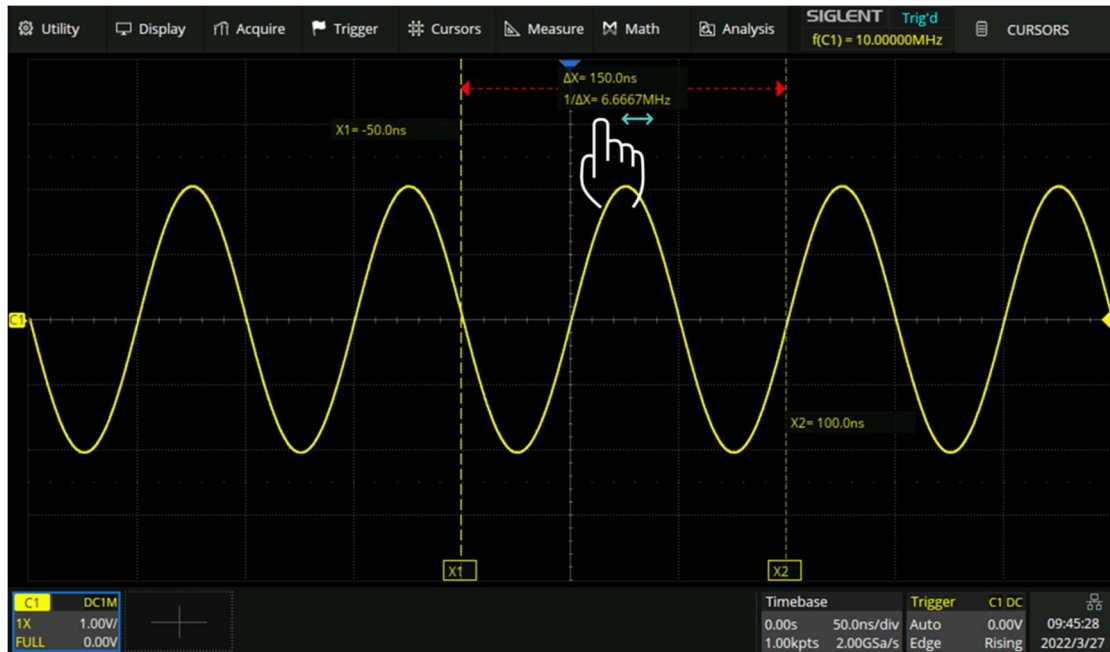 Utility Display Acquire Trigger Cursors Measure Math Analysis SIGLENT Trig'd CURSORS
f(C1) = 10.00000MHz
ΔX= 150.0ns
1/ΔX= 6.6667MHz
X1= -50.0ns
C1
X2= 100.0ns
X1 X2
C1 DC1M Timebase Trigger C1 DC
1X 1.00V/ 0.00s 50.0ns/div Auto 0.00V 09:45:28
FULL 0.00V 1.00kpts 2.00GSa/s Edge Rising 2022/3/27